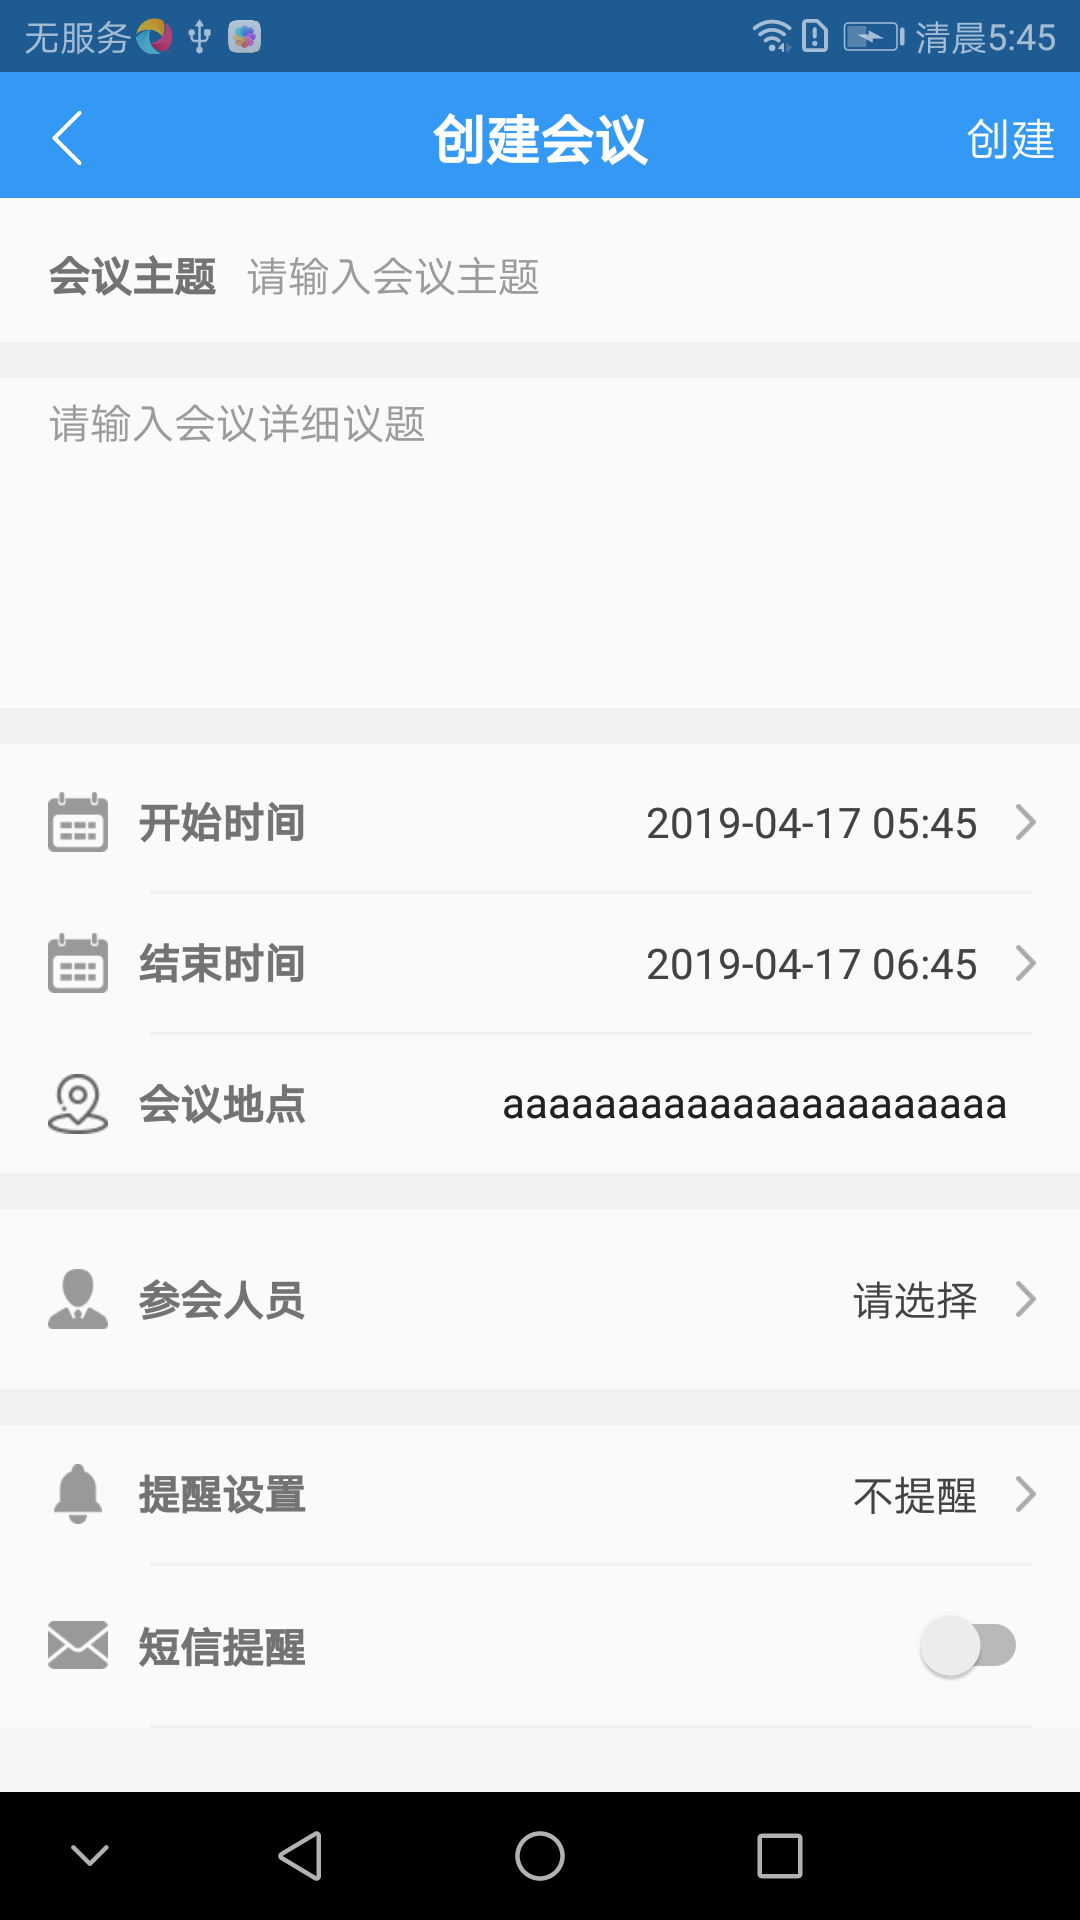 无服务 清晨5:45
创建会议 创建
会议主题 请输入会议主题
请输入会议详细议题
开始时间 2019-04-17 05:45
结束时间 2019-04-17 06:45
会议地点 aaaaaaaaaaaaaaaaaaaaaa
参会人员 请选择
提醒设置 不提醒
短信提醒